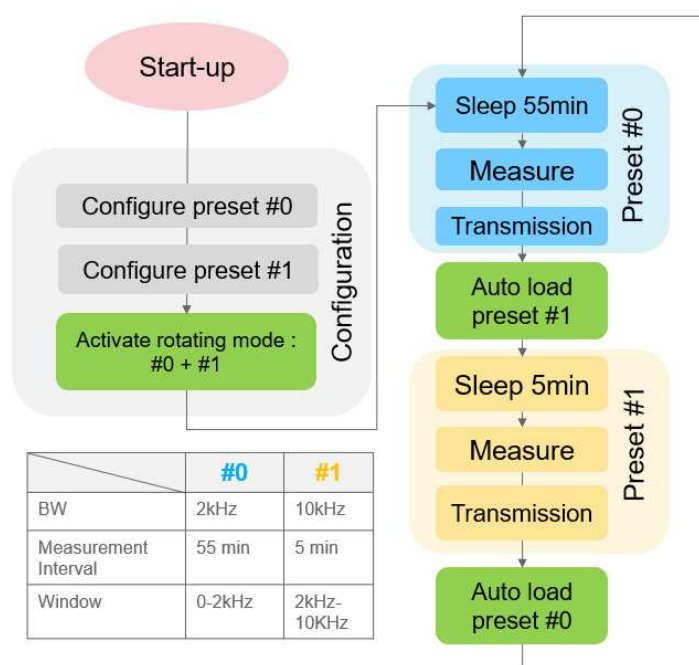 Start-up
Configure preset #0
Configure preset #1
Activate rotating mode :
#0 + #1
Configuration
Sleep 55min
Measure
Transmission
Preset #0
Auto load
preset #1
Sleep 5min
Measure
Transmission
Preset #1
Auto load
preset #0
#0 #1
BW 2kHz 10kHz
Measurement
Interval 55 min 5 min
Window 0-2kHz 2kHz-
10KHz